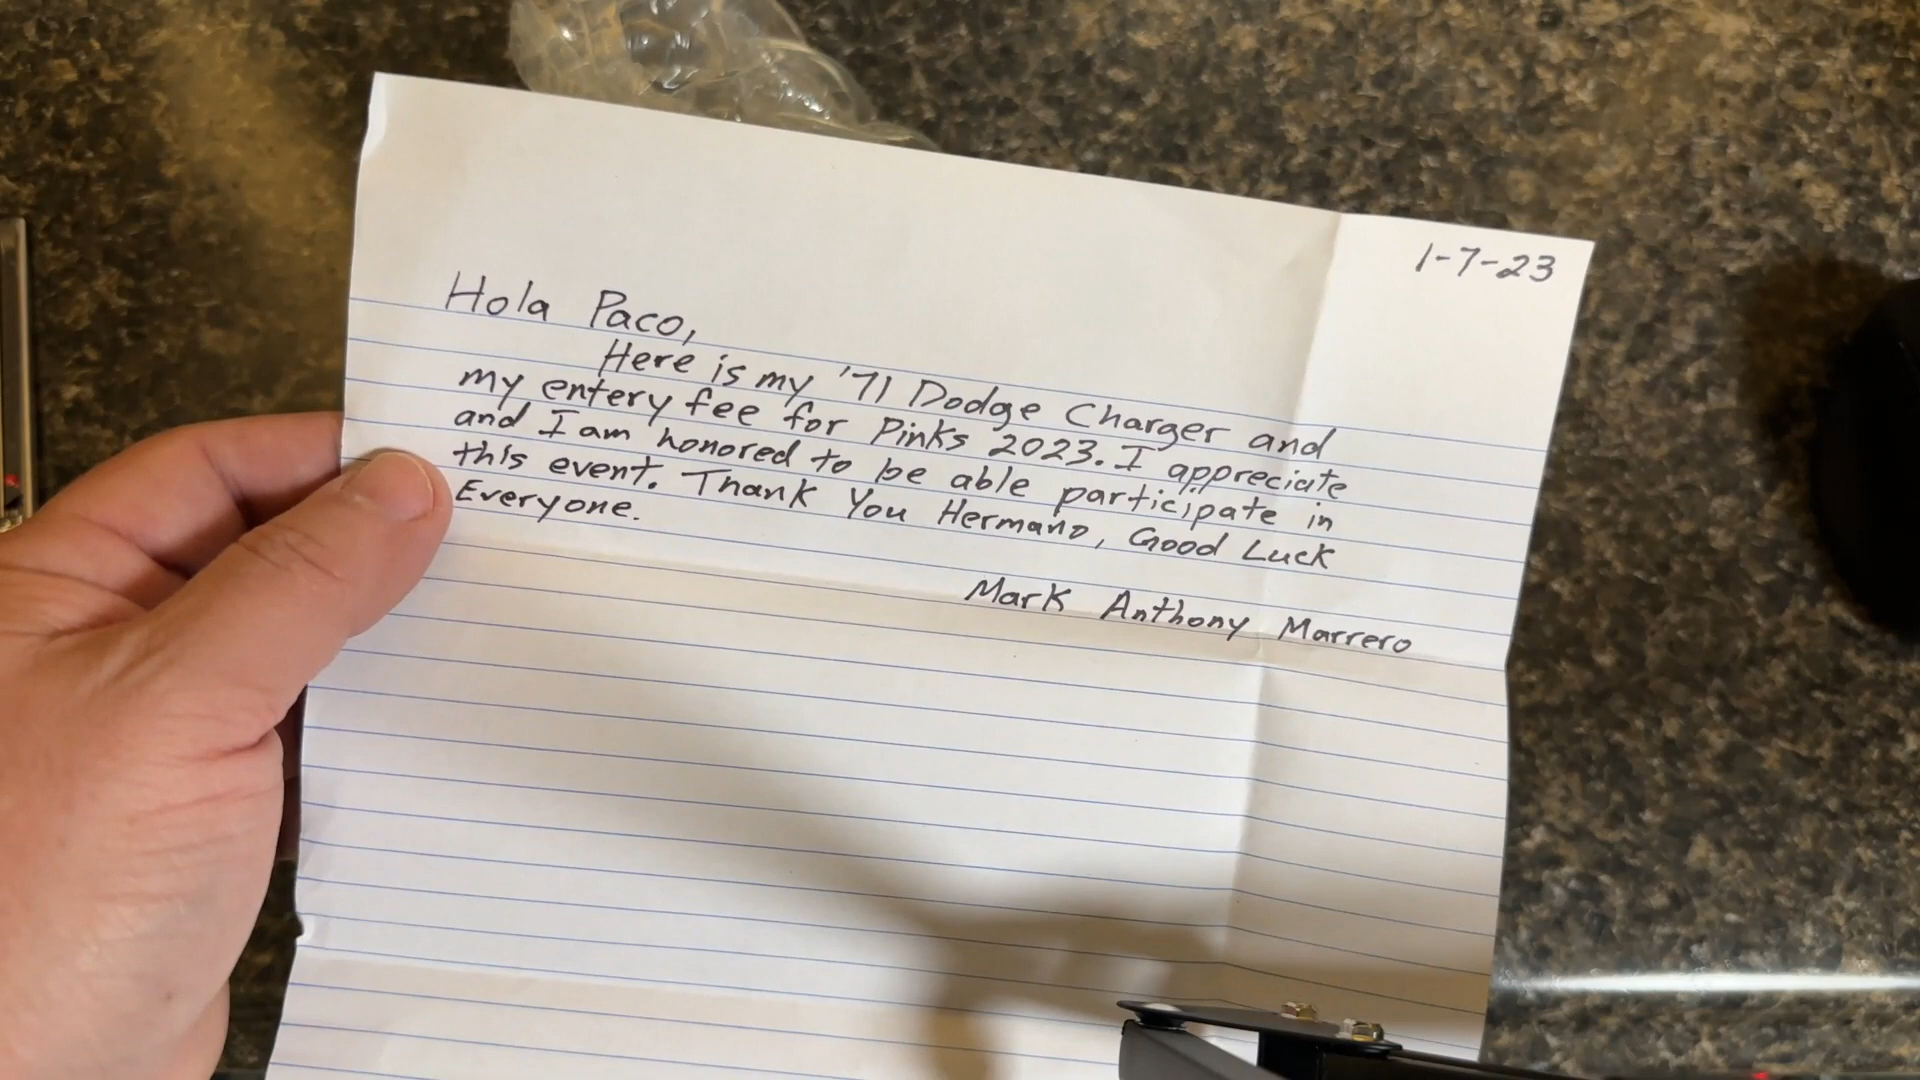 1-7-23
Hola Paco,
Here is my '71 Dodge Charger and
my entery fee for Pinks 2023. I appreciate
and I am honored to be able participate in
this event. Thank You Hermano, Good Luck
Everyone.
Mark Anthony Marrero